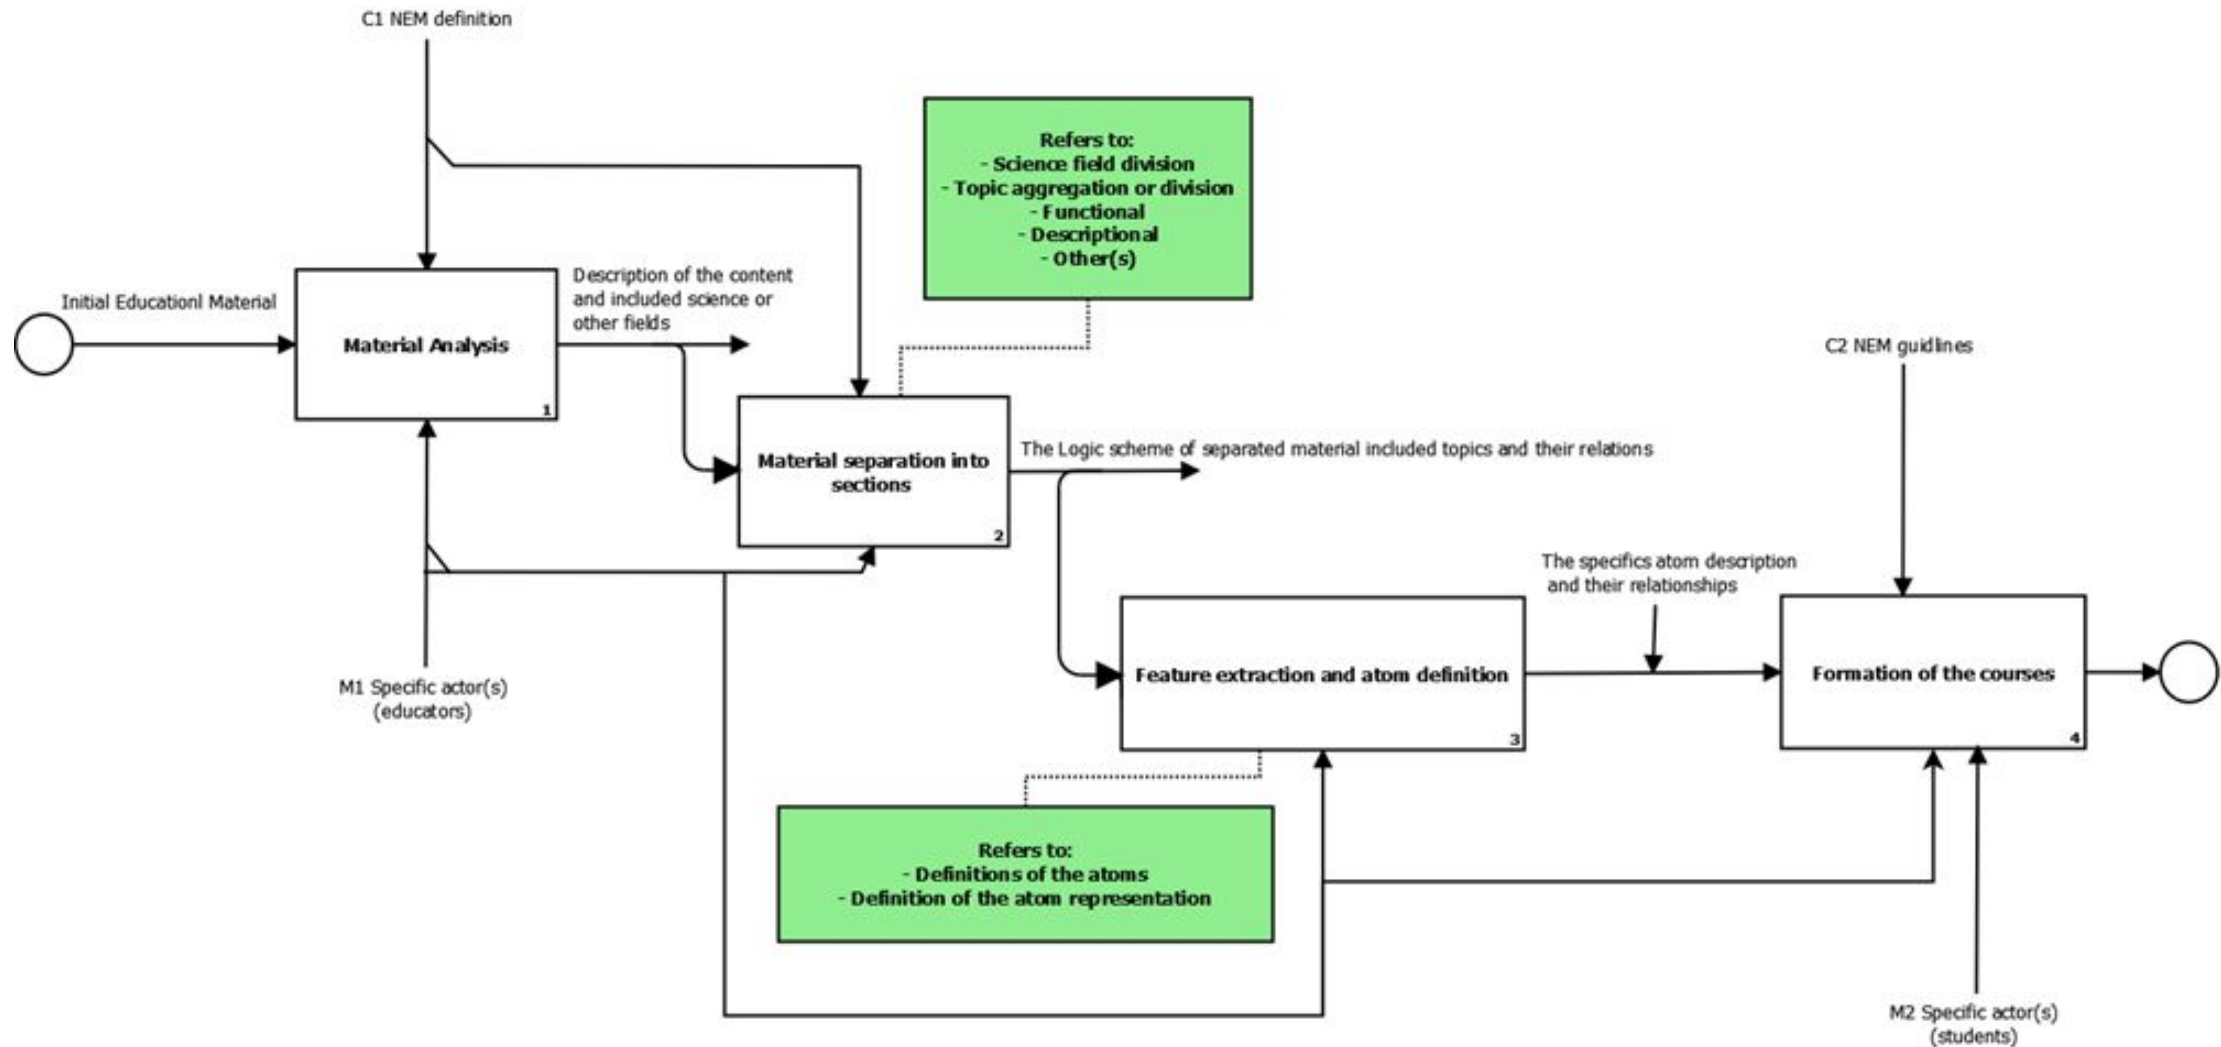 C1 NEM definition
Refers to:
- Science field division
- Topic aggregation or division
- Functional
- Descriptional
- Other(s)
Initial Educationl Material
Description of the content
and included science or
other fields
Material Analysis
1
C2 NEM guidlines
Material separation into
sections
2
The Logic scheme of separated material included topics and their relations
The specifics atom description
and their relationships
M1 Specific actor(s)
(educators)
Feature extraction and atom definition
3
Formation of the courses
4
Refers to:
- Definitions of the atoms
- Definition of the atom representation
M2 Specific actor(s)
(students)